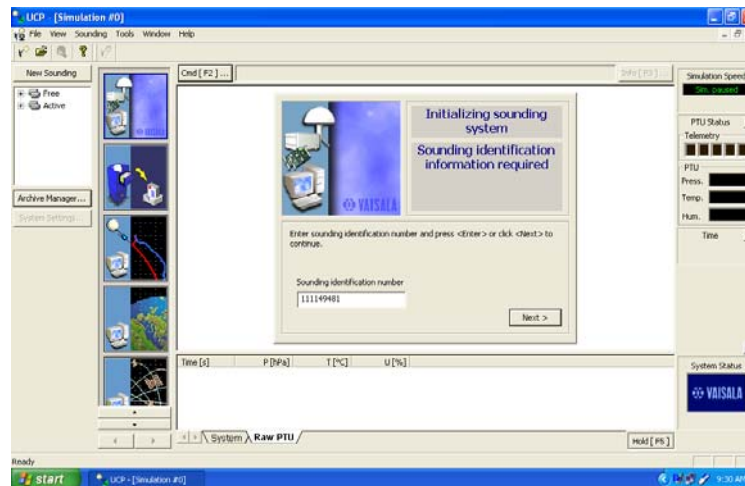 UCP - [Simulation #0]
File View Sounding Tools Window Help
New Sounding
Cmd [ F2 ] ...
Info [ F3 ] ...
Simulation Speed
Sim. paused
Free
Active
Initializing sounding
system
PTU Status
Telemetry
Sounding identification
information required
PTU
Press.
Archive Manager...
Temp.
System Settings...
VAISALA
Hum.
Enter sounding identification number and press <Enter> or click <Next> to
continue.
Time
Sounding identification number
111149481
Next >
Time [s] P [hPa] T [°C] U [%]
System Status
VAISALA
System Raw PTU
Hold [ F5 ]
Ready
start UCP - [Simulation #0] 9:30 AM